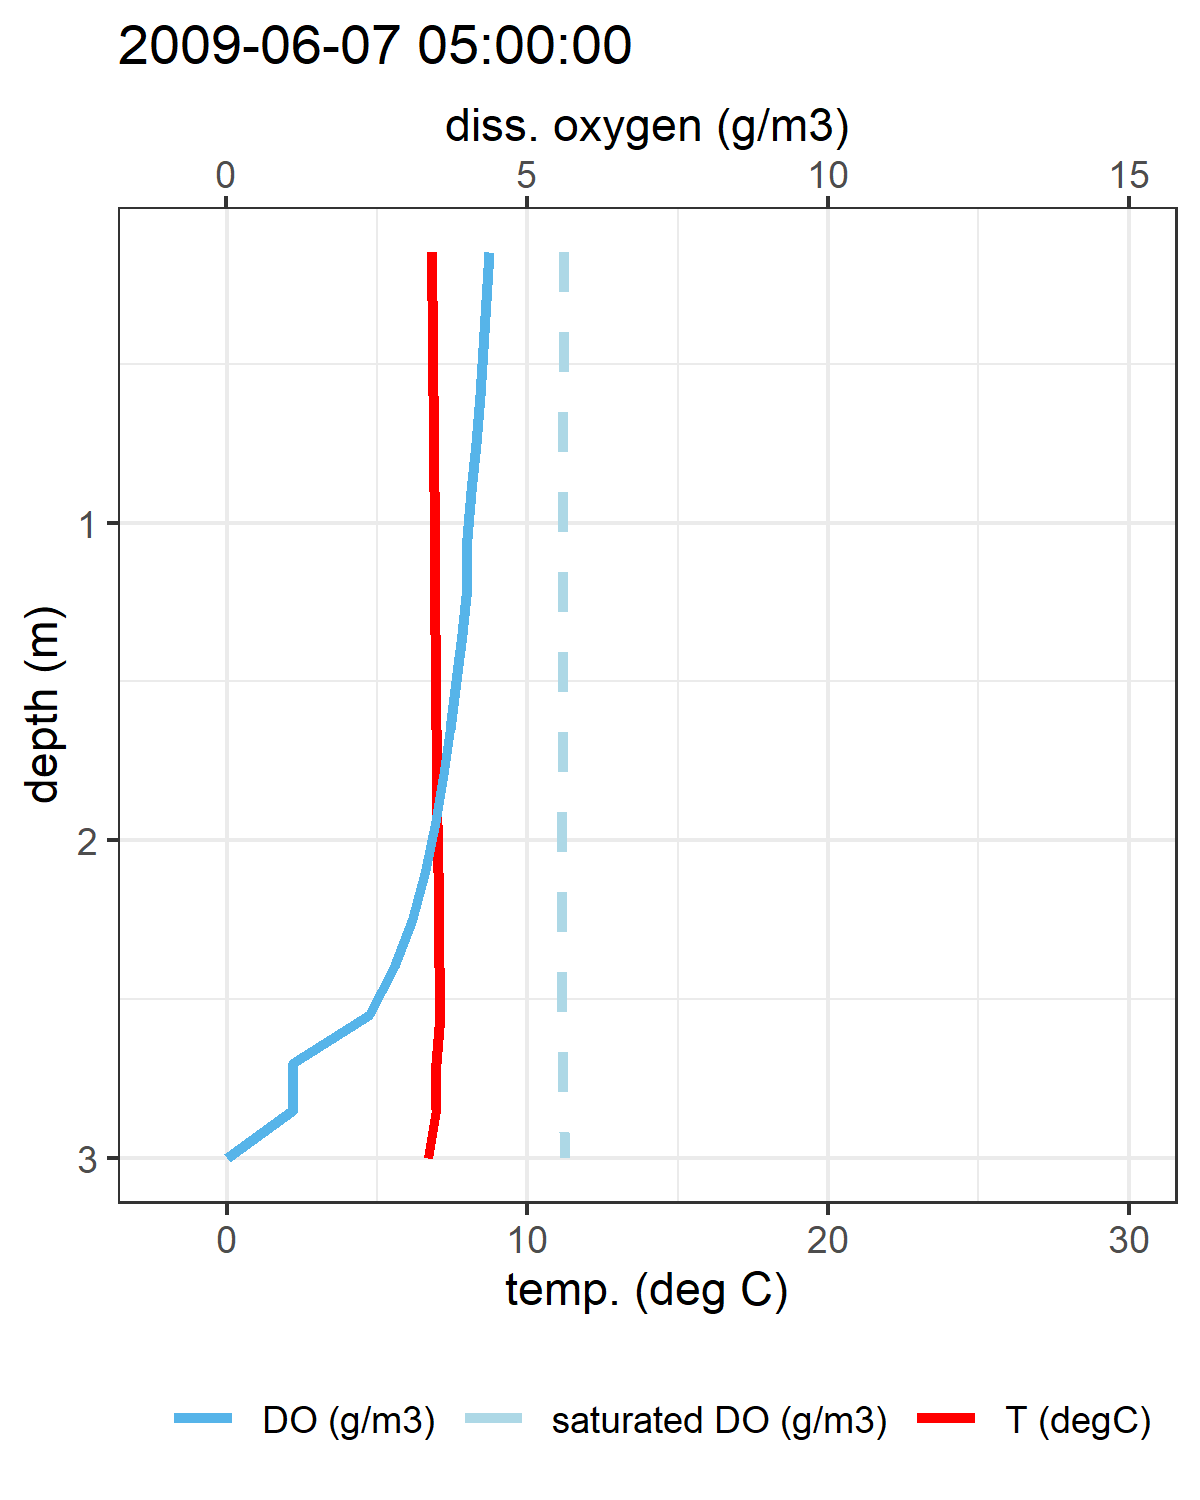 2009-06-07 05:00:00
diss. oxygen (g/m3)
0 5 10 15
depth (m)
1
2
3
0 10 20 30
temp. (deg C)
DO (g/m3) saturated DO (g/m3) T (degC)